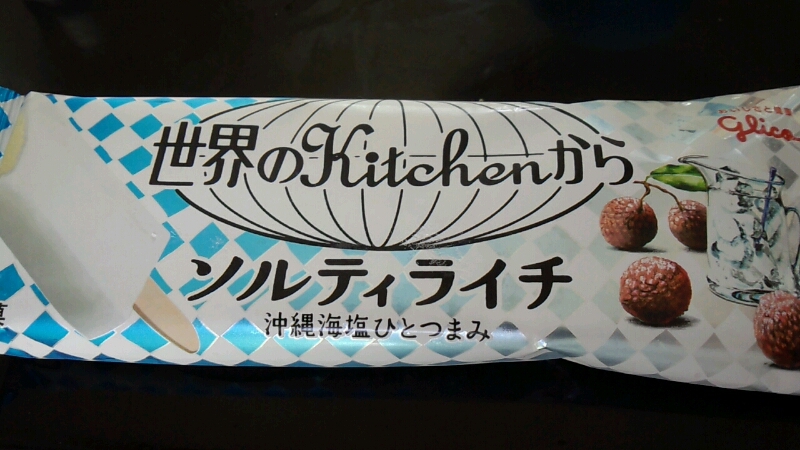 世界のKitchenから
ソルティライチ
沖縄海塩ひとつまみ
Glico
菓